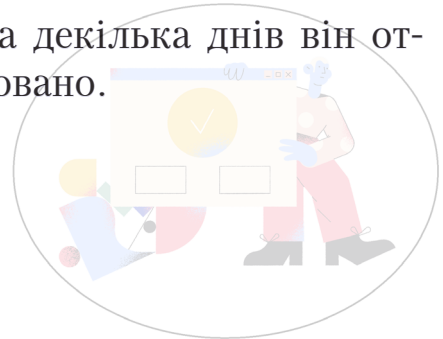 а декілька днів він от-
овано.